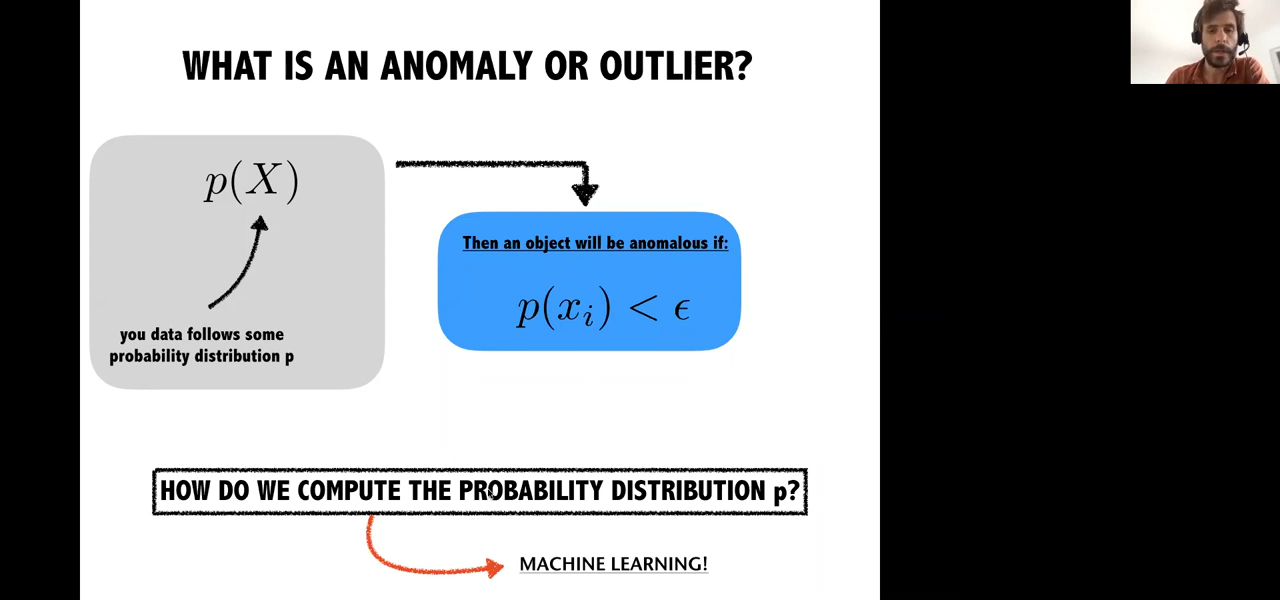 WHAT IS AN ANOMALY OR OUTLIER?
p(X)
you data follows some
probability distribution p
Then an object will be anomalous if:
p(x_i) < ϵ
HOW DO WE COMPUTE THE PROBABILITY DISTRIBUTION p?
MACHINE LEARNING!